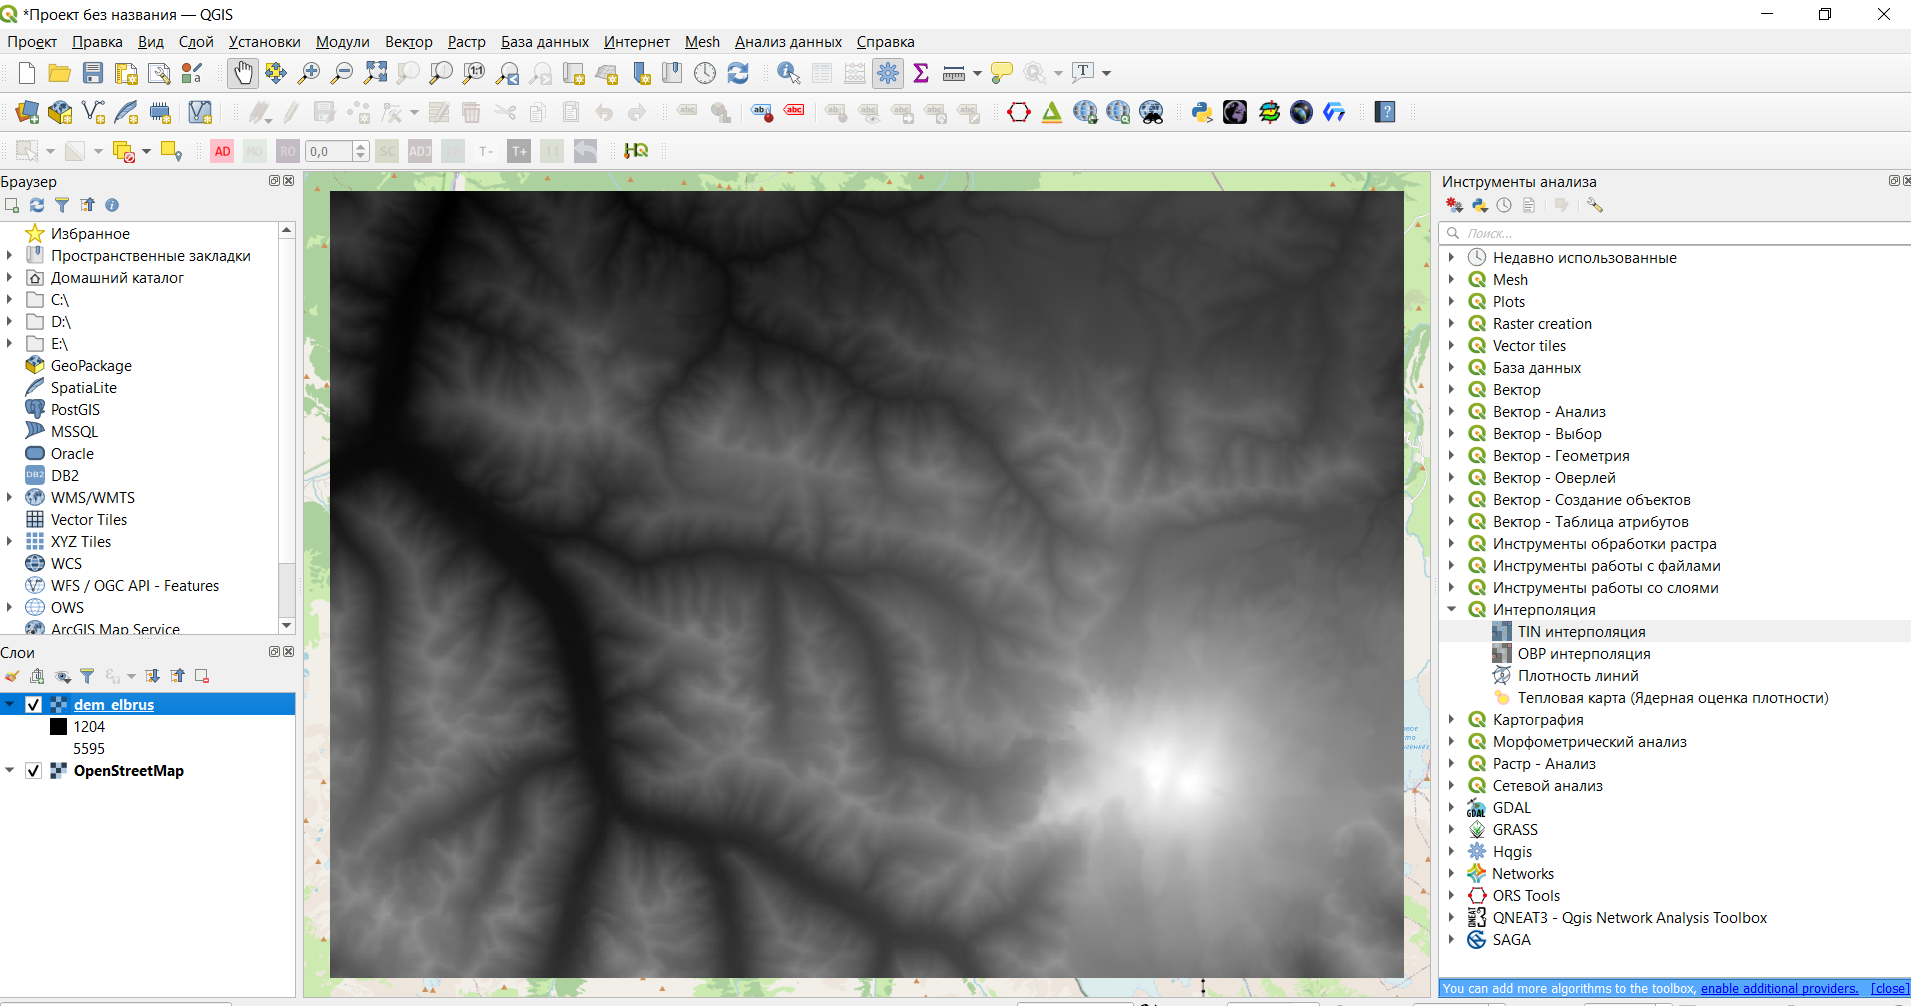 *Проект без названия — QGIS
Проект Правка Вид Слой Установки Модули Вектор Растр База данных Интернет Mesh Анализ данных Справка
AD MO RO 0,0 SC ADJ T- T+ HQ
Браузер
Избранное
Пространственные закладки
Домашний каталог
C:\
D:\
E:\
GeoPackage
SpatiaLite
PostGIS
MSSQL
Oracle
DB2
WMS/WMTS
Vector Tiles
XYZ Tiles
WCS
WFS / OGC API - Features
OWS
ArcGIS Map Service
Слои
dem_elbrus
1204
5595
OpenStreetMap
Инструменты анализа
Поиск...
Недавно использованные
Mesh
Plots
Raster creation
Vector tiles
База данных
Вектор
Вектор - Анализ
Вектор - Выбор
Вектор - Геометрия
Вектор - Оверлей
Вектор - Создание объектов
Вектор - Таблица атрибутов
Инструменты обработки растра
Инструменты работы с файлами
Инструменты работы со слоями
Интерполяция
TIN интерполяция
ОВР интерполяция
Плотность линий
Тепловая карта (Ядерная оценка плотности)
Картография
Морфометрический анализ
Растр - Анализ
Сетевой анализ
GDAL
GRASS
Hqgis
Networks
ORS Tools
QNEAT3 - Qgis Network Analysis Toolbox
SAGA
You can add more algorithms to the toolbox, enable additional providers. [close]